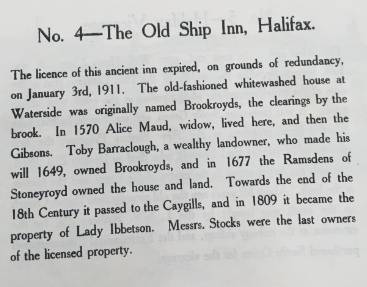 No. 4—The Old Ship Inn, Halifax.
The licence of this ancient inn expired, on grounds of redundancy,
on January 3rd, 1911. The old-fashioned whitewashed house at
Waterside was originally named Brookroyds, the clearings by the
brook. In 1570 Alice Maud, widow, lived here, and then the
Gibsons. Toby Barraclough, a wealthy landowner, who made his
will 1649, owned Brookroyds, and in 1677 the Ramsdens of
Stoneyroyd owned the house and land. Towards the end of the
18th Century it passed to the Caygills, and in 1809 it became the
property of Lady Ibbetson. Messrs. Stocks were the last owners
of the licensed property.